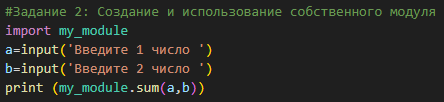 #Задание 2: Создание и использование собственного модуля
import my_module
a=input('Введите 1 число ')
b=input('Введите 2 число ')
print (my_module.sum(a,b))